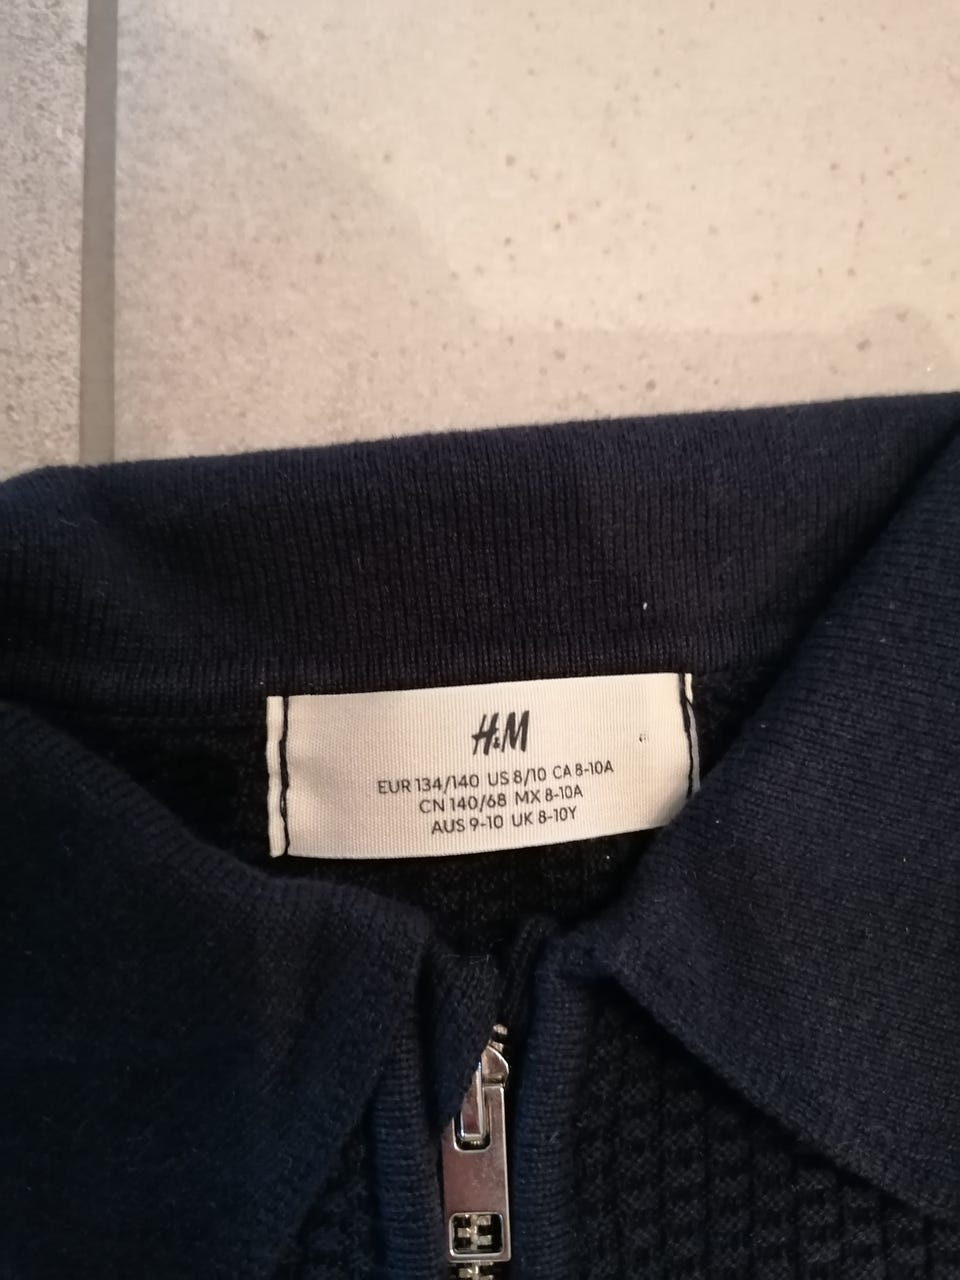 H&M
EUR 134/140 US 8/10 CA 8-10A
CN 140/68 MX 8-10A
AUS 9-10 UK 8-10Y